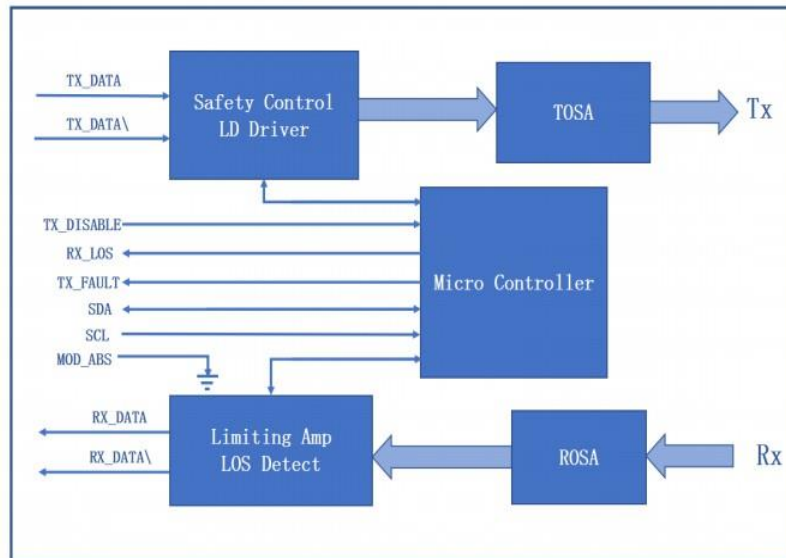 TX_DATA
TX_DATA\
Safety Control
LD Driver
TOSA
Tx
TX_DISABLE
RX_LOS
TX_FAULT
SDA
SCL
MOD_ABS
Micro Controller
RX_DATA
RX_DATA\
Limiting Amp
LOS Detect
ROSA
Rx